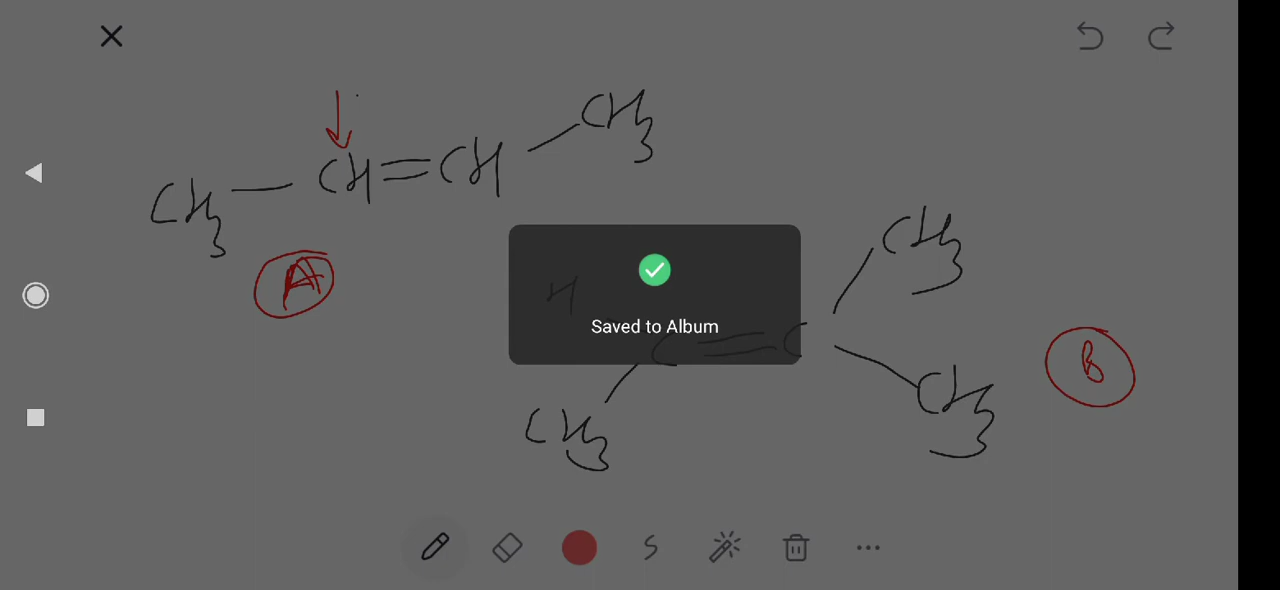 CH3 — CH = CH — CH3
A
H
CH3
C = C
CH3
CH3
B
Saved to Album